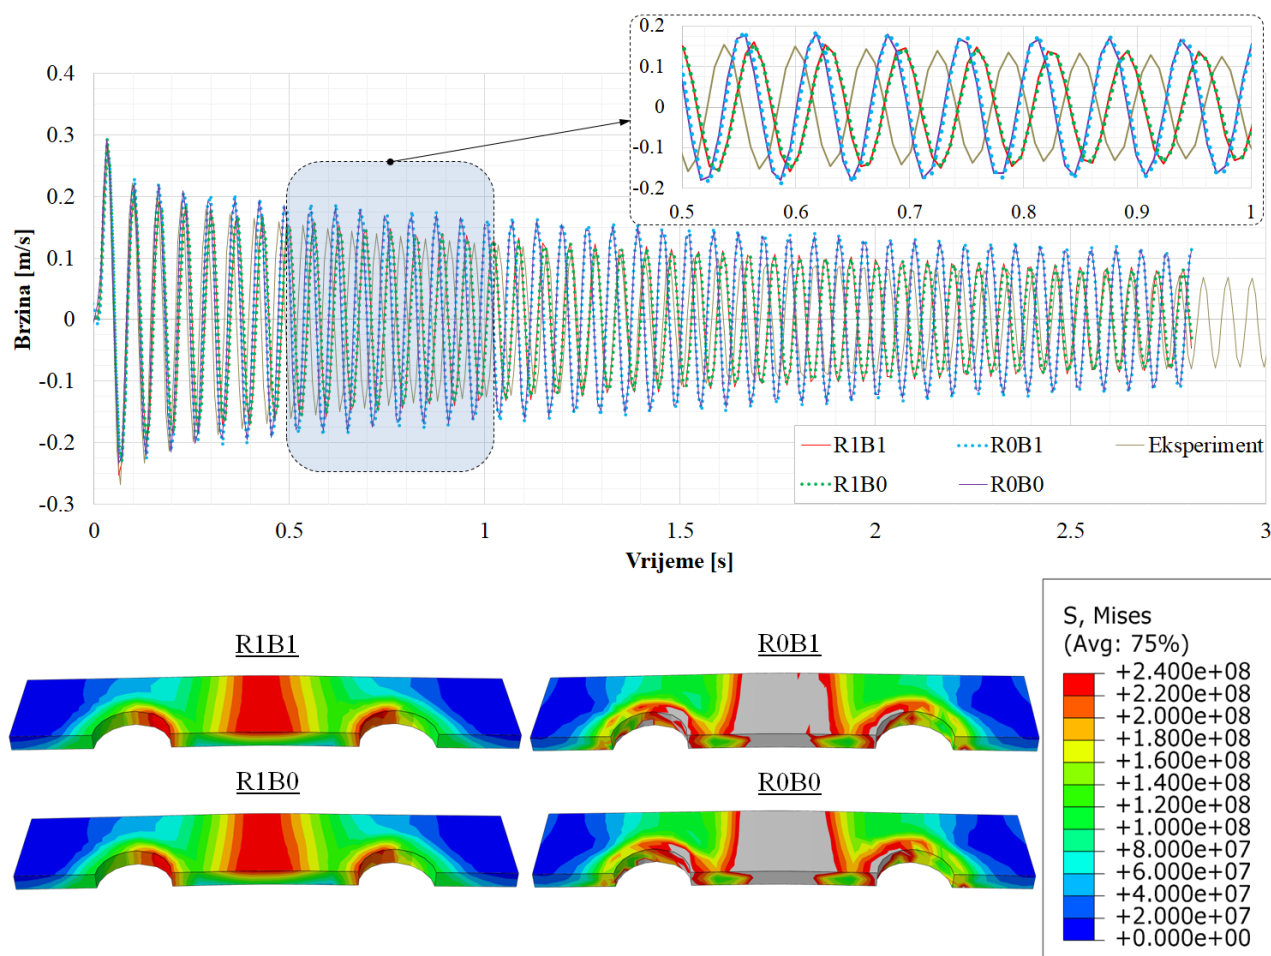 0.2
0.1
0
-0.1
-0.2
0.5 0.6 0.7 0.8 0.9 1
0.4
0.3
0.2
0.1
0
-0.1
-0.2
-0.3
Brzina [m/s]
R1B1 R0B1 Eksperiment
R1B0 R0B0
0 0.5 1 1.5 2 2.5 3
Vrijeme [s]
R1B1 R0B1
R1B0 R0B0
S, Mises
(Avg: 75%)
+2.400e+08
+2.200e+08
+2.000e+08
+1.800e+08
+1.600e+08
+1.400e+08
+1.200e+08
+1.000e+08
+8.000e+07
+6.000e+07
+4.000e+07
+2.000e+07
+0.000e+00